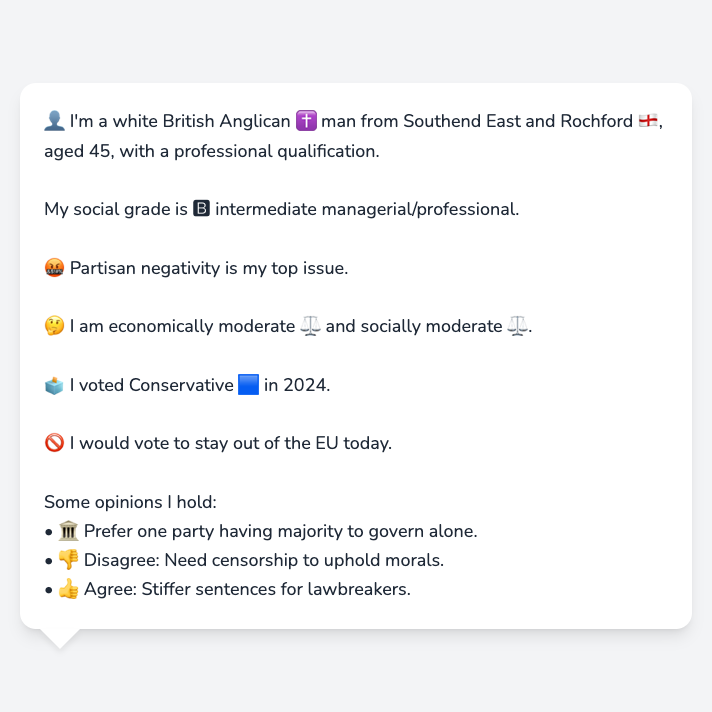 👤 I'm a white British Anglican ✝️ man from Southend East and Rochford 🏴󠁧󠁢󠁥󠁮󠁧󠁿,
aged 45, with a professional qualification.
My social grade is 🅱 intermediate managerial/professional.
🤬 Partisan negativity is my top issue.
🤔 I am economically moderate ⚖️ and socially moderate ⚖️.
🗳️ I voted Conservative 🟦 in 2024.
🚫 I would vote to stay out of the EU today.
Some opinions I hold:
• 🏛️ Prefer one party having majority to govern alone.
• 👎 Disagree: Need censorship to uphold morals.
• 👍 Agree: Stiffer sentences for lawbreakers.